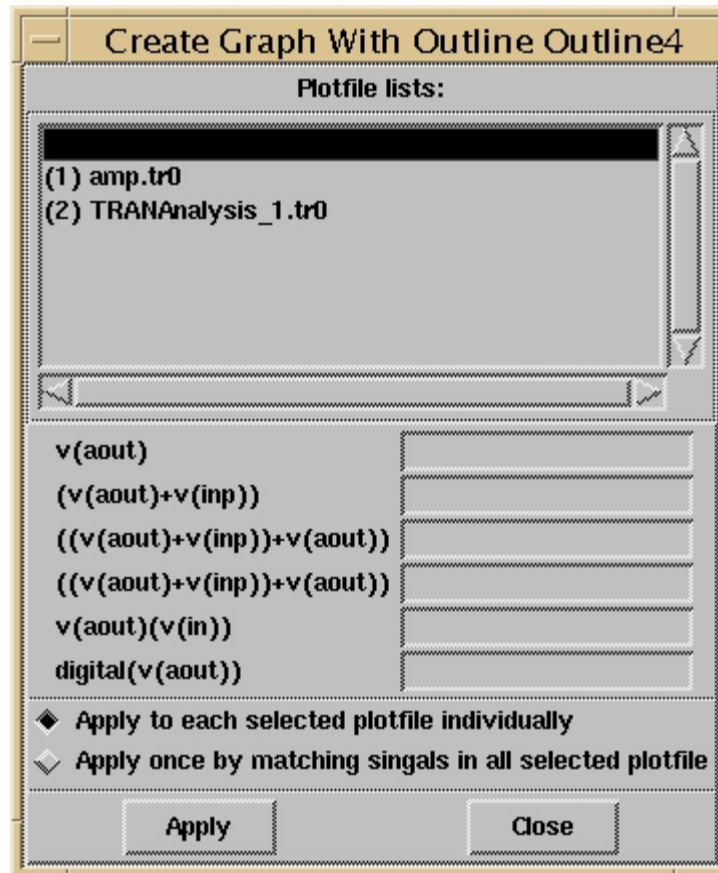 Create Graph With Outline Outline4
Plotfile lists:
(1) amp.tr0
(2) TRANAnalysis_1.tr0
v(aout)
(v(aout)+v(inp))
((v(aout)+v(inp))+v(aout))
((v(aout)+v(inp))+v(aout))
v(aout)(v(in))
digital(v(aout))
Apply to each selected plotfile individually
Apply once by matching singals in all selected plotfile
Apply Close